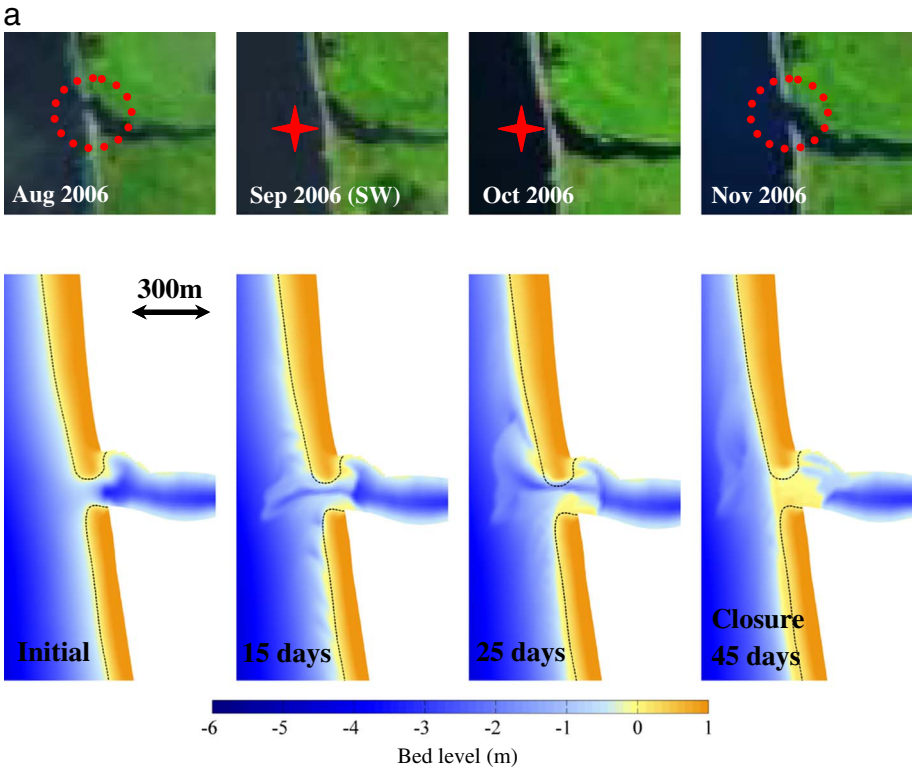 a
Aug 2006
Sep 2006 (SW)
Oct 2006
Nov 2006
300m
Initial
15 days
25 days
Closure
45 days
-6 -5 -4 -3 -2 -1 0 1
Bed level (m)